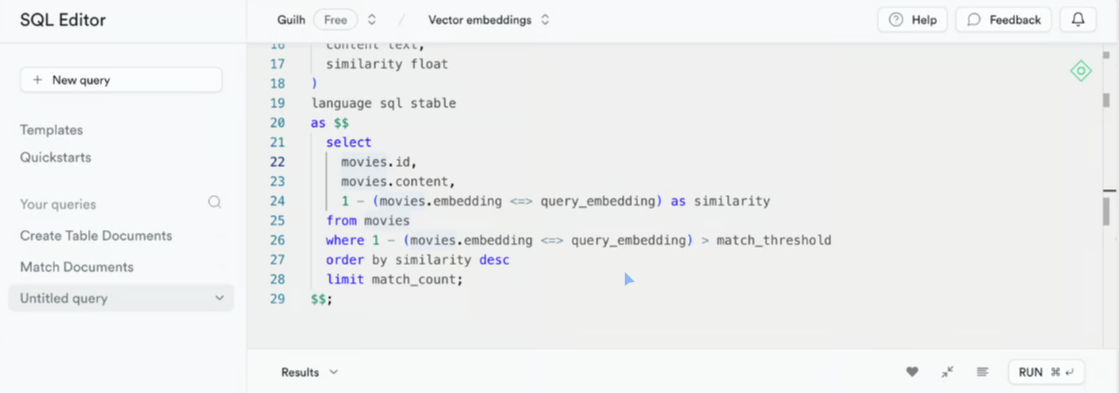 SQL Editor
Guilh Free / Vector embeddings
Help
Feedback
+ New query
Templates
Quickstarts
Your queries
Create Table Documents
Match Documents
Untitled query
16 content text,
17 similarity float
18 )
19 language sql stable
20 as $$
21 select
22 movies.id,
23 movies.content,
24 1 - (movies.embedding <=> query_embedding) as similarity
25 from movies
26 where 1 - (movies.embedding <=> query_embedding) > match_threshold
27 order by similarity desc
28 limit match_count;
29 $$;
Results
RUN ⌘ ↵